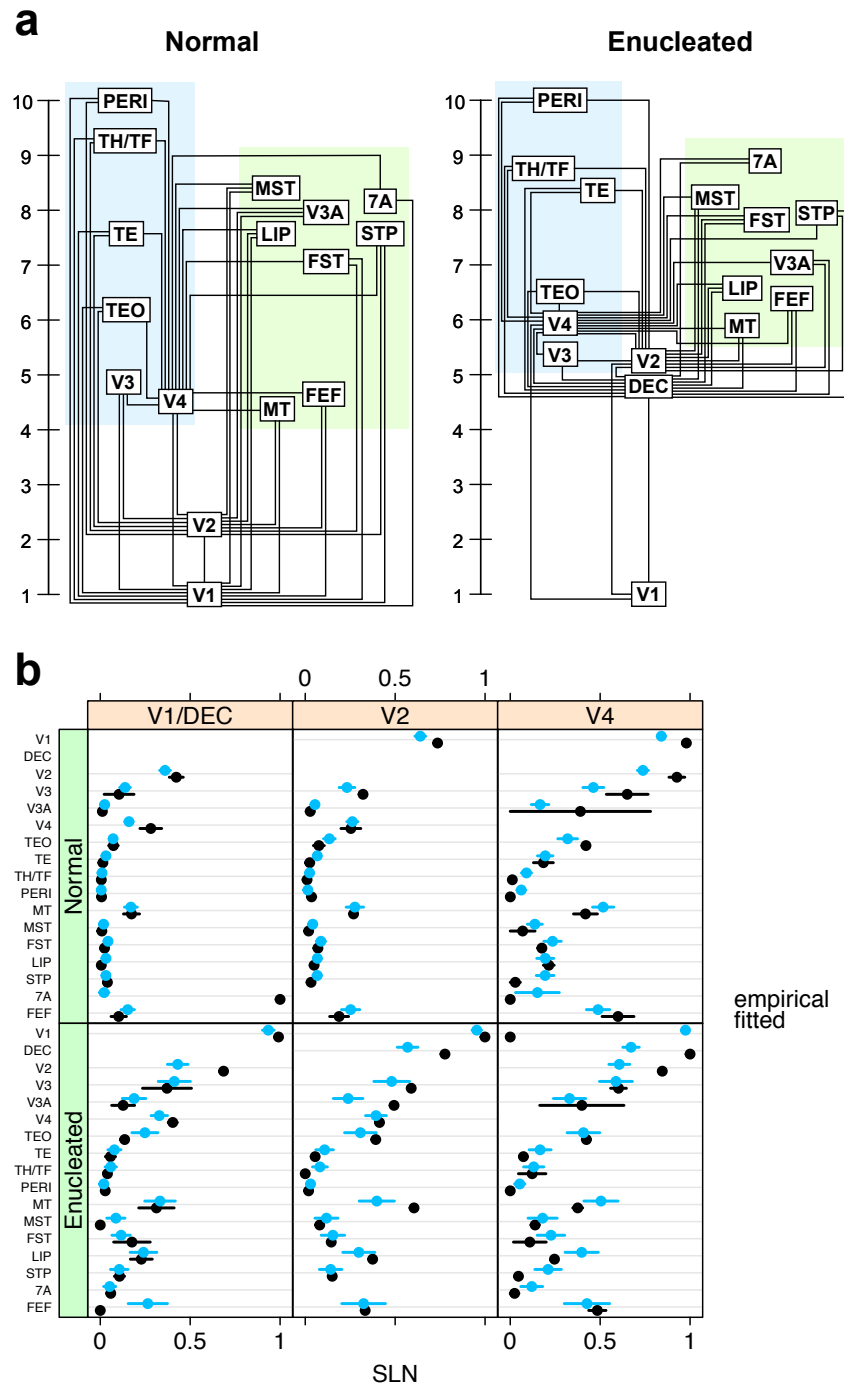 a
Normal
Enucleated
10
9
8
7
6
5
4
3
2
1
PERI
TH/TF
MST
7A
V3A
TE
LIP
STP
FST
TEO
V3
V4
FEF
MT
V2
V1
10
9
8
7
6
5
4
3
2
1
PERI
7A
TH/TF
TE
MST
STP
FST
V3A
TEO
LIP
FEF
V4
MT
V3
V2
DEC
V1
b
0 0.5 1
V1/DEC V2 V4
Normal
V1
DEC
V2
V3
V3A
V4
TEO
TE
TH/TF
PERI
MT
MST
FST
LIP
STP
7A
FEF
Enucleated
V1
DEC
V2
V3
V3A
V4
TEO
TE
TH/TF
PERI
MT
MST
FST
LIP
STP
7A
FEF
0 0.5 1 0 0.5 1
SLN
empirical
fitted